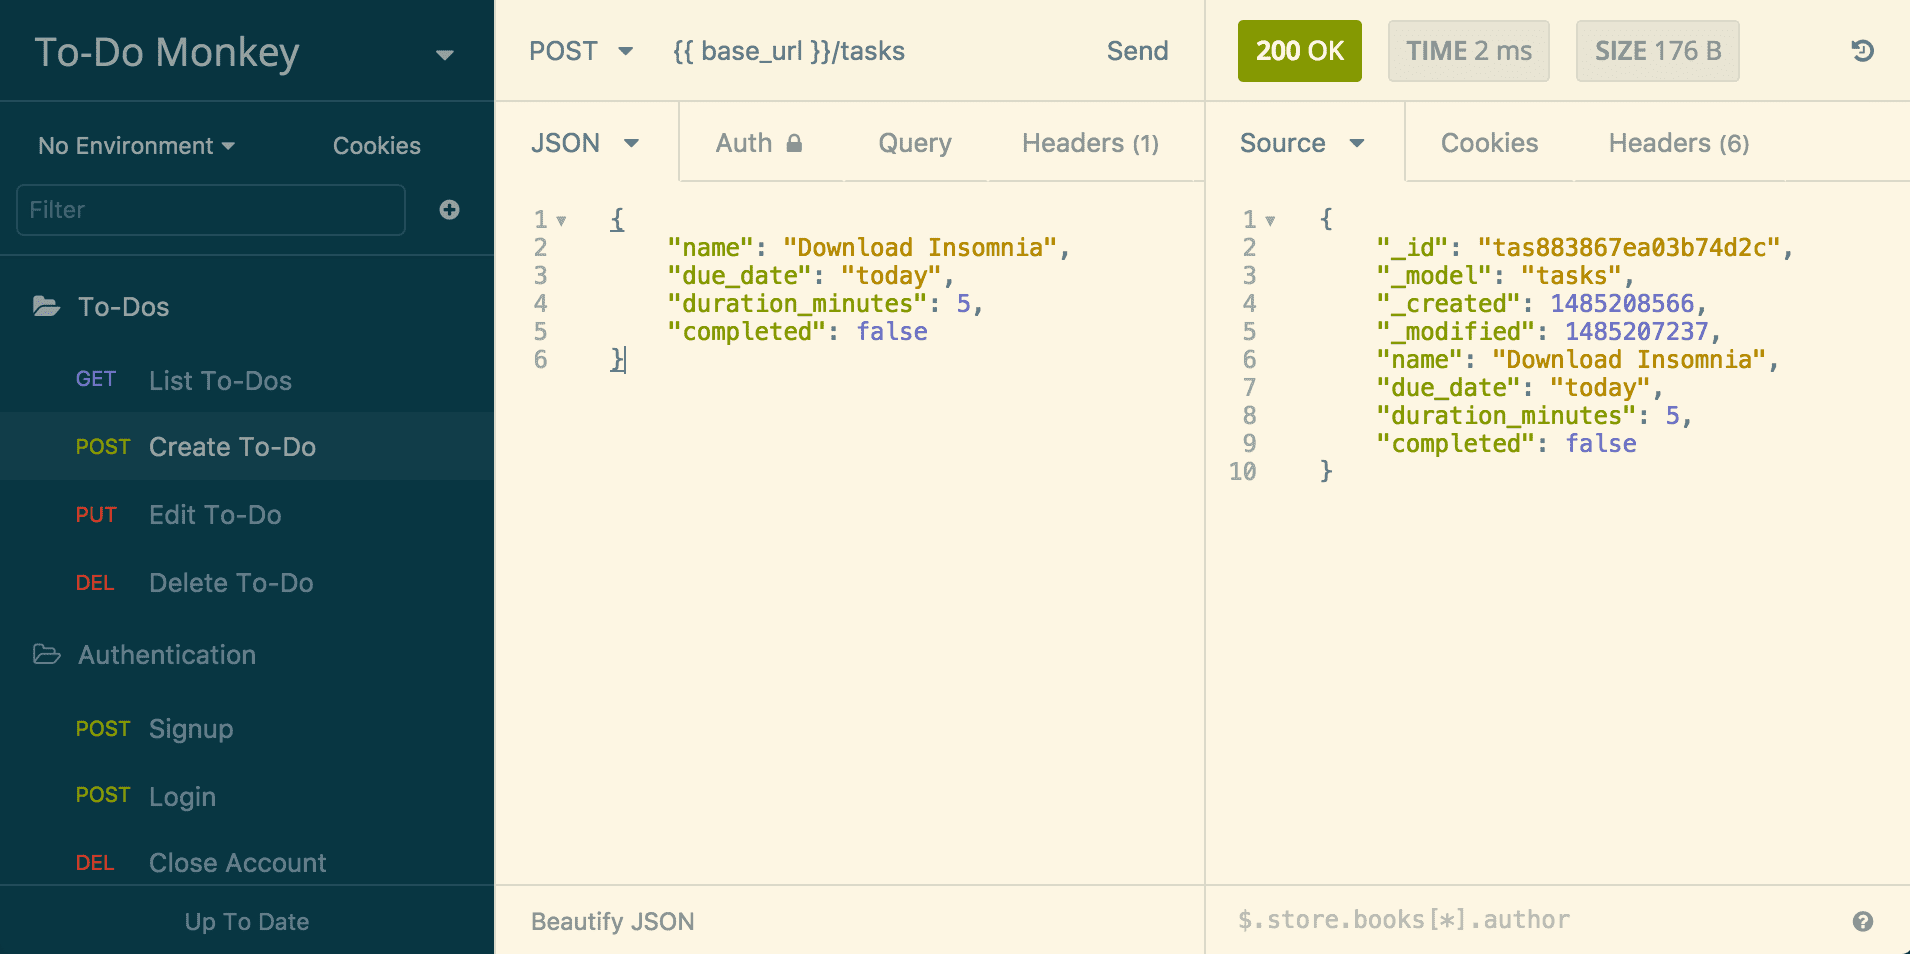 To-Do Monkey
No Environment
Cookies
Filter
To-Dos
GET List To-Dos
POST Create To-Do
PUT Edit To-Do
DEL Delete To-Do
Authentication
POST Signup
POST Login
DEL Close Account
Up To Date
POST {{ base_url }}/tasks Send
JSON Auth Query Headers (1)
1 {
2 "name": "Download Insomnia",
3 "due_date": "today",
4 "duration_minutes": 5,
5 "completed": false
6 }
Beautify JSON
200 OK TIME 2 ms SIZE 176 B
Source Cookies Headers (6)
1 {
2 "_id": "tas883867ea03b74d2c",
3 "_model": "tasks",
4 "_created": 1485208566,
5 "_modified": 1485207237,
6 "name": "Download Insomnia",
7 "due_date": "today",
8 "duration_minutes": 5,
9 "completed": false
10 }
$.store.books[*].author